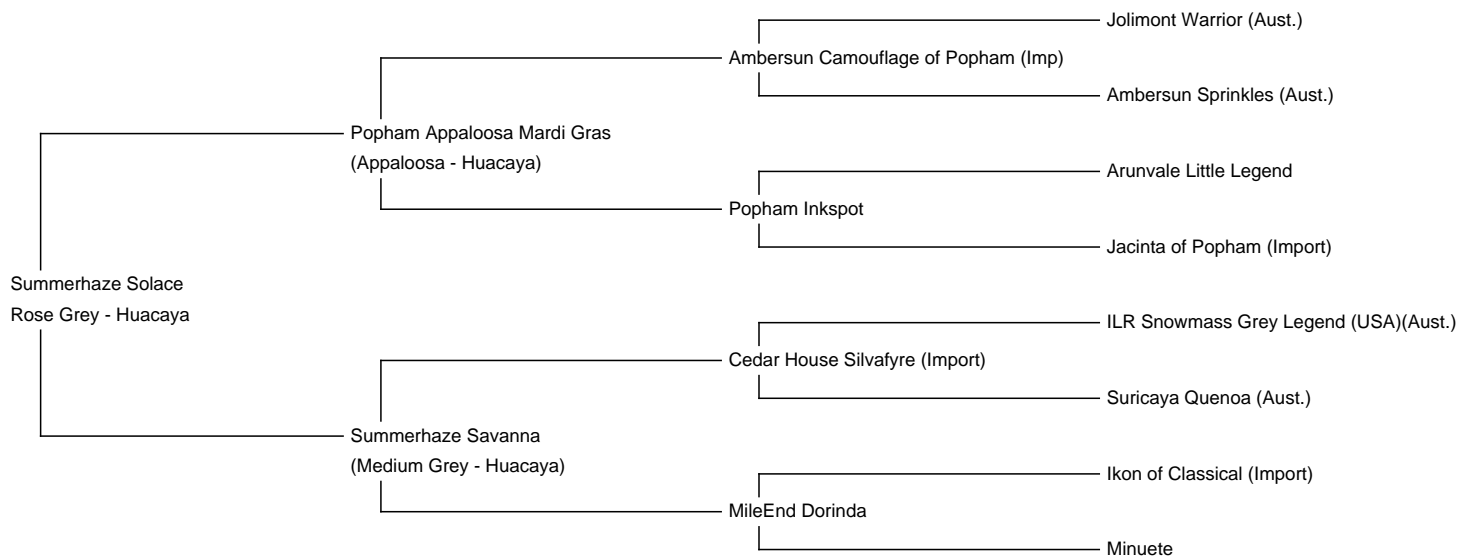 Jolimont Warrior (Aust.)
Ambersun Camouflage of Popham (Imp)
Ambersun Sprinkles (Aust.)
Popham Appaloosa Mardi Gras
(Appaloosa - Huacaya)
Arunvale Little Legend
Popham Inkspot
Jacinta of Popham (Import)
Summerhaze Solace
Rose Grey - Huacaya
ILR Snowmass Grey Legend (USA)(Aust.)
Cedar House Silvafyre (Import)
Suricaya Quenoa (Aust.)
Summerhaze Savanna
(Medium Grey - Huacaya)
Ikon of Classical (Import)
MileEnd Dorinda
Minuete